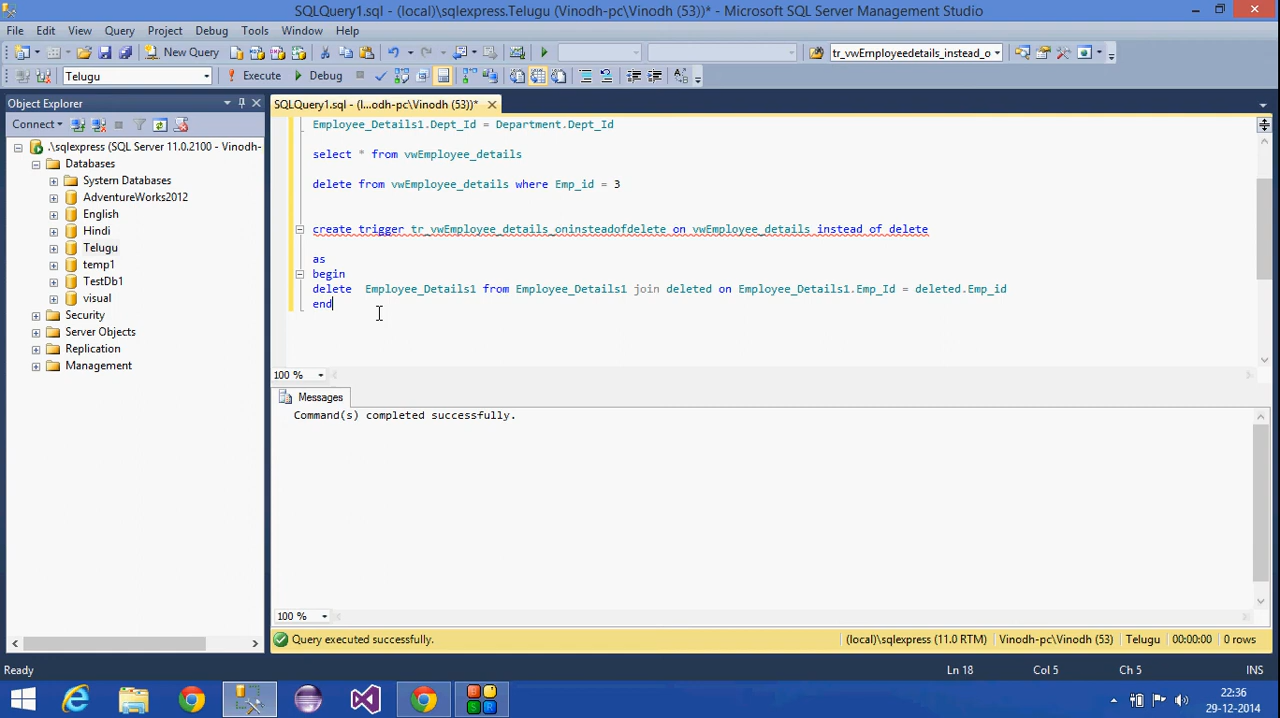 SQLQuery1.sql - (local)\sqlexpress.Telugu (Vinodh-pc\Vinodh (53))* - Microsoft SQL Server Management Studio
File Edit View Query Project Debug Tools Window Help
New Query tr_vwEmployeedetails_instead_o
Telugu Execute Debug
Object Explorer
SQLQuery1.sql - (l...odh-pc\Vinodh (53))*
Connect
.\sqlexpress (SQL Server 11.0.2100 - Vinodh-
Databases
System Databases
AdventureWorks2012
English
Hindi
Telugu
temp1
TestDb1
visual
Security
Server Objects
Replication
Management
Employee_Details1.Dept_Id = Department.Dept_Id
select * from vwEmployee_details
delete from vwEmployee_details where Emp_id = 3
create trigger tr_vwEmployee_details_oninsteadofdelete on vwEmployee_details instead of delete
as
begin
delete  Employee_Details1 from Employee_Details1 join deleted on Employee_Details1.Emp_Id = deleted.Emp_id
end
100 %
Messages
Command(s) completed successfully.
100 %
Query executed successfully. (local)\sqlexpress (11.0 RTM) Vinodh-pc\Vinodh (53) Telugu 00:00:00 0 rows
Ready Ln 18 Col 5 Ch 5 INS
22:36
29-12-2014